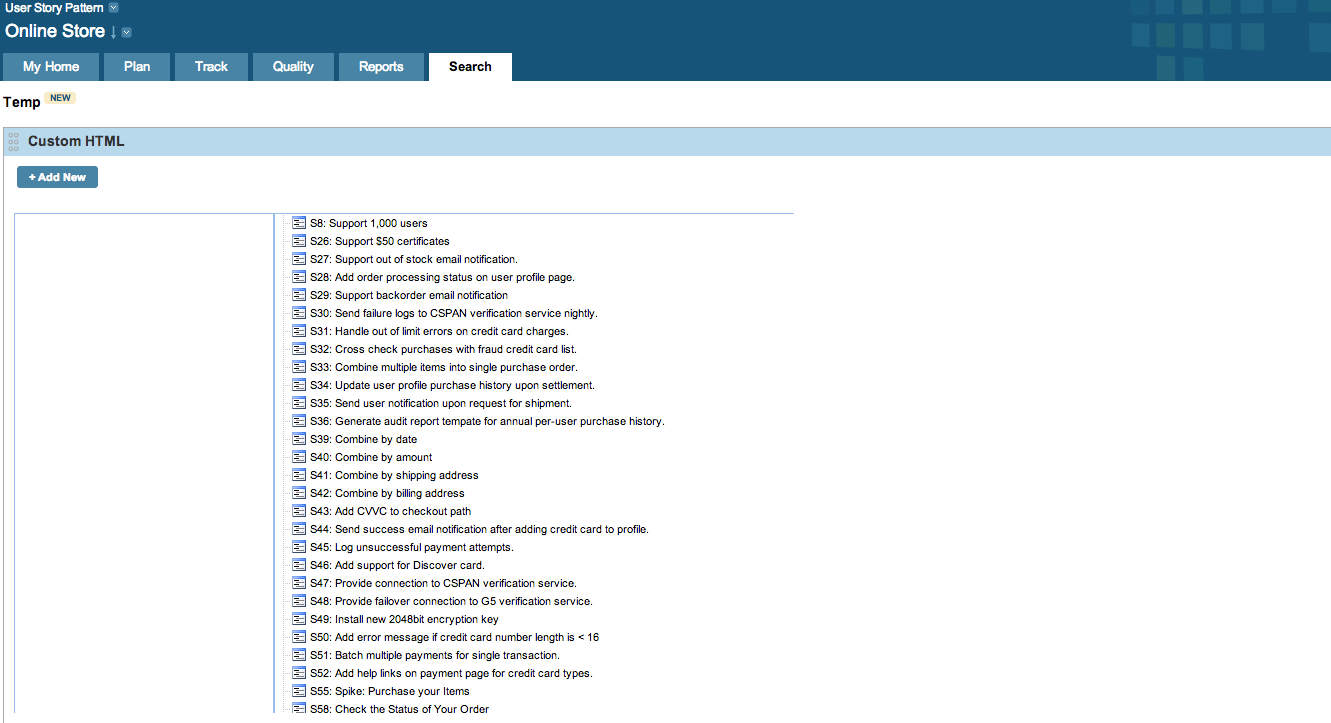 User Story Pattern
Online Store ↓
My Home Plan Track Quality Reports Search
Temp NEW
Custom HTML
+ Add New
S8: Support 1,000 users
S26: Support $50 certificates
S27: Support out of stock email notification.
S28: Add order processing status on user profile page.
S29: Support backorder email notification
S30: Send failure logs to CSPAN verification service nightly.
S31: Handle out of limit errors on credit card charges.
S32: Cross check purchases with fraud credit card list.
S33: Combine multiple items into single purchase order.
S34: Update user profile purchase history upon settlement.
S35: Send user notification upon request for shipment.
S36: Generate audit report tempate for annual per-user purchase history.
S39: Combine by date
S40: Combine by amount
S41: Combine by shipping address
S42: Combine by billing address
S43: Add CVVC to checkout path
S44: Send success email notification after adding credit card to profile.
S45: Log unsuccessful payment attempts.
S46: Add support for Discover card.
S47: Provide connection to CSPAN verification service.
S48: Provide failover connection to G5 verification service.
S49: Install new 2048bit encryption key
S50: Add error message if credit card number length is < 16
S51: Batch multiple payments for single transaction.
S52: Add help links on payment page for credit card types.
S55: Spike: Purchase your Items
S58: Check the Status of Your Order